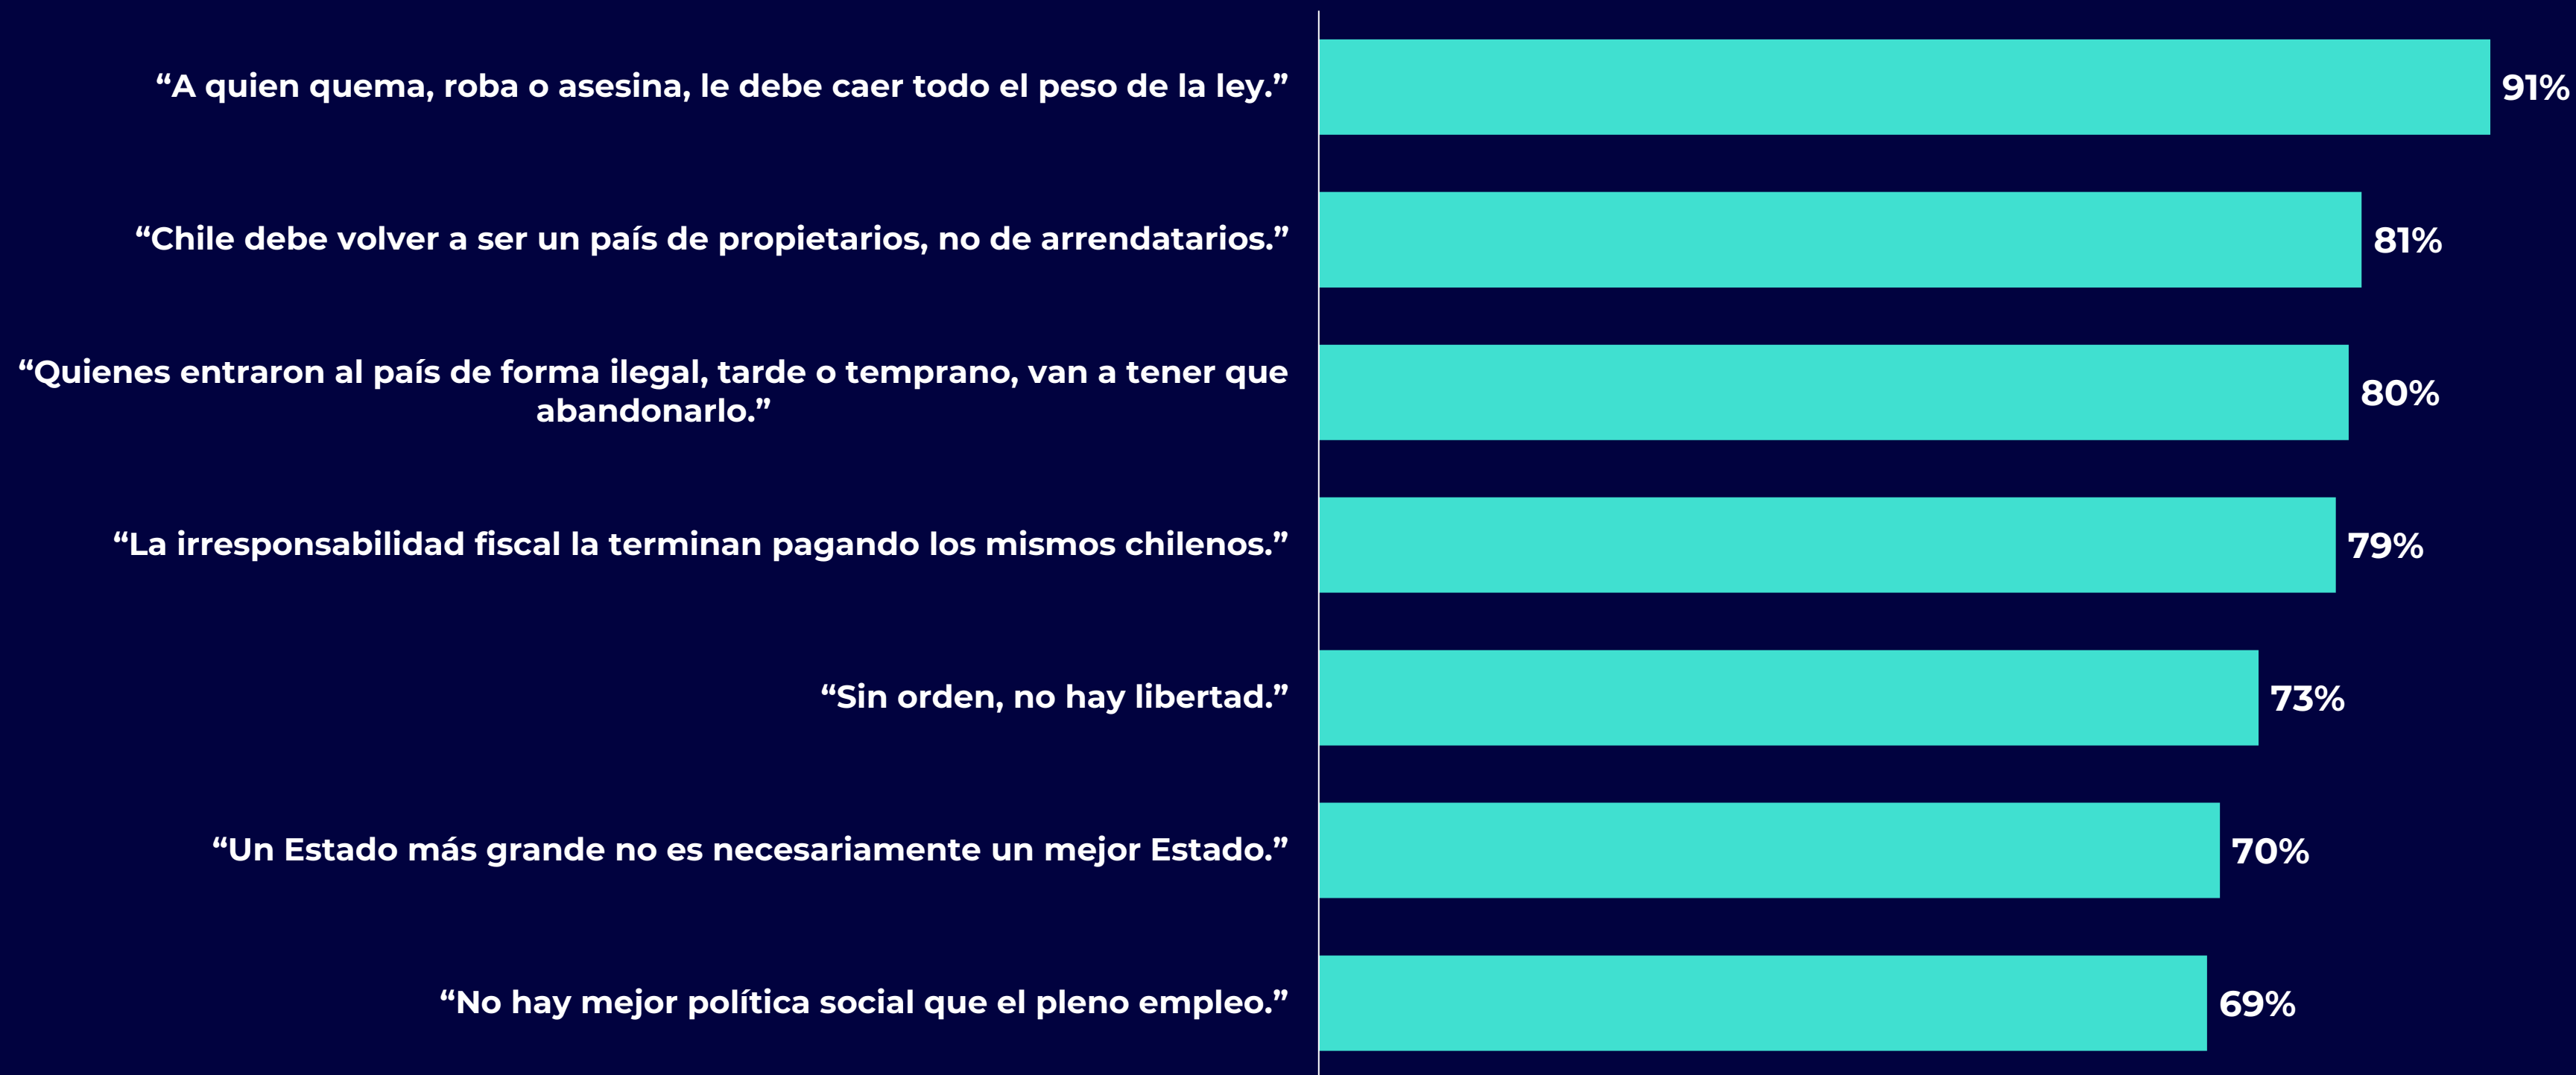 “A quien quema, roba o asesina, le debe caer todo el peso de la ley.”
91%
“Chile debe volver a ser un país de propietarios, no de arrendatarios.”
81%
“Quienes entraron al país de forma ilegal, tarde o temprano, van a tener que
abandonarlo.”
80%
“La irresponsabilidad fiscal la terminan pagando los mismos chilenos.”
79%
“Sin orden, no hay libertad.”
73%
“Un Estado más grande no es necesariamente un mejor Estado.”
70%
“No hay mejor política social que el pleno empleo.”
69%